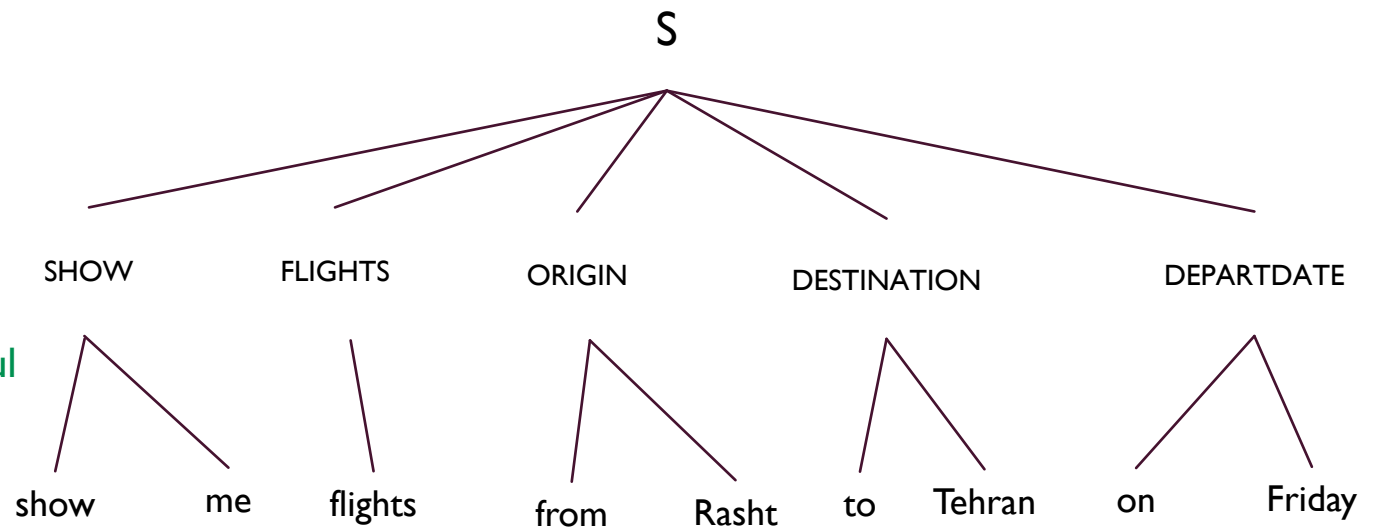 S
SHOW FLIGHTS ORIGIN DESTINATION DEPARTDATE
show me flights from Rasht to Tehran on Friday